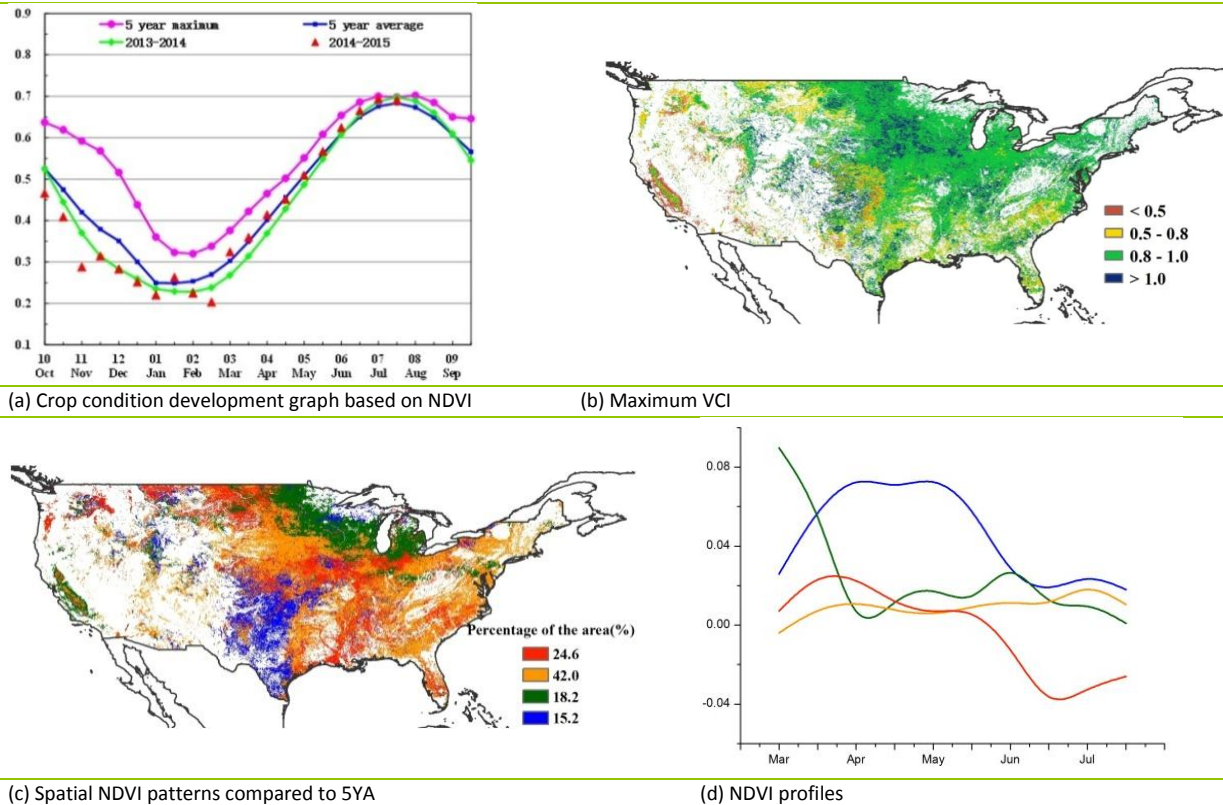 5 year maximum 5 year average
2013-2014 2014-2015
0.9
0.8
0.7
0.6
0.5
0.4
0.3
0.2
0.1
10 11 12 01 02 03 04 05 06 07 08 09
Oct Nov Dec Jan Feb Mar Apr May Jun Jul Aug Sep
< 0.5
0.5 - 0.8
0.8 - 1.0
> 1.0
(a) Crop condition development graph based on NDVI (b) Maximum VCI
Percentage of the area(%)
24.6
42.0
18.2
15.2
0.08
0.04
0.00
-0.04
Mar Apr May Jun Jul
(c) Spatial NDVI patterns compared to 5YA (d) NDVI profiles